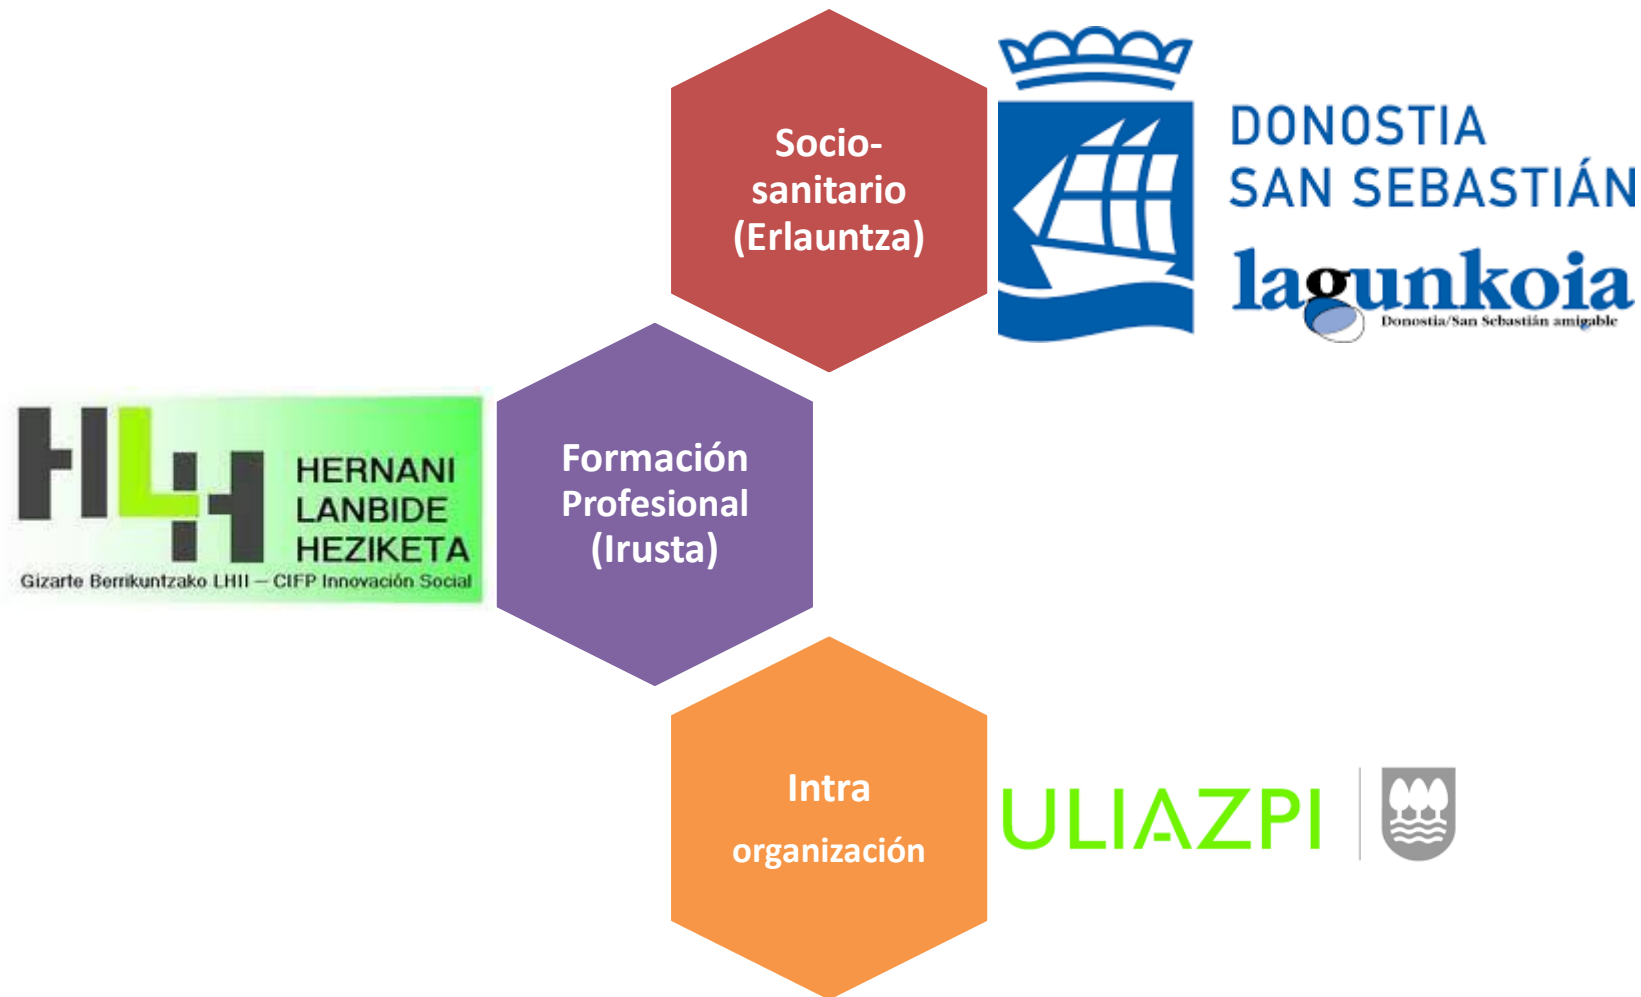 Socio-
sanitario
(Erlauntza)
DONOSTIA
SAN SEBASTIÁN
lagunkoia
Donostia/San Sebastián amigable
HLH
HERNANI
LANBIDE
HEZIKETA
Gizarte Berrikuntzako LHII – CIFP Innovación Social
Formación
Profesional
(Irusta)
Intra
organización
ULIAZPI